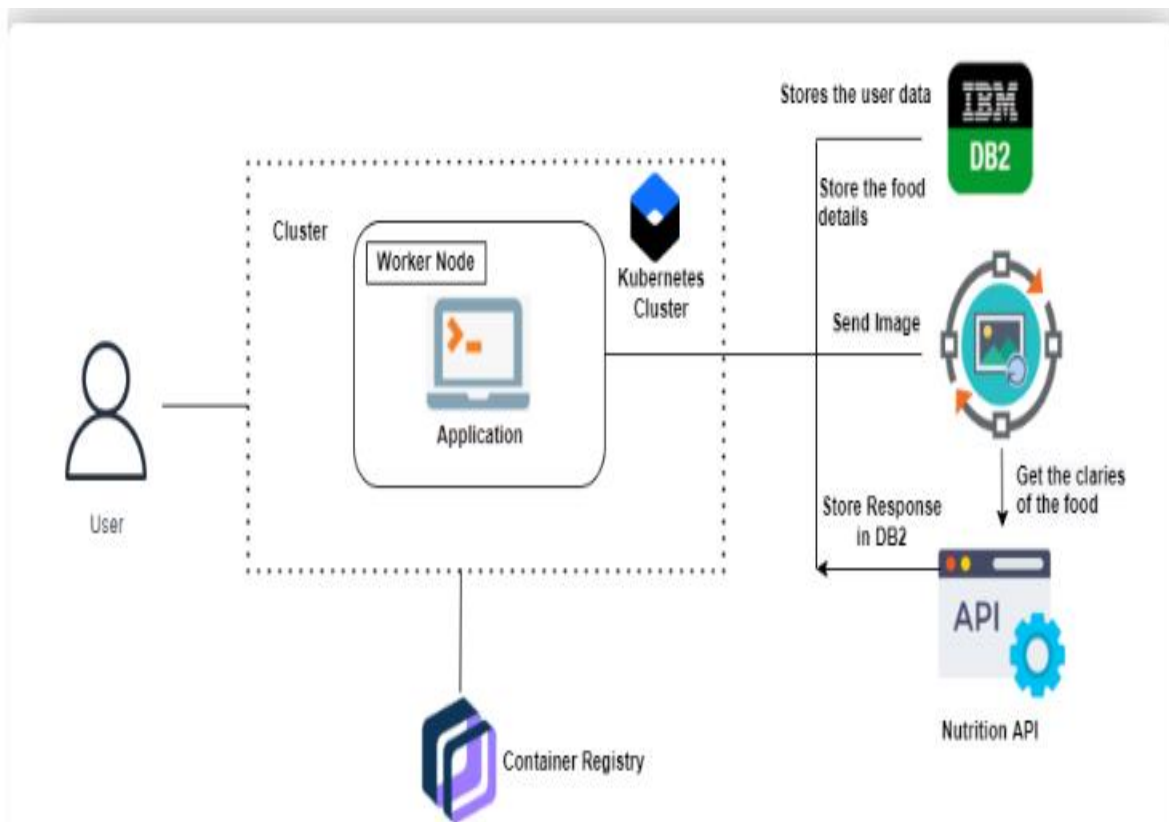 Stores the user data
IBM
DB2
Store the food
details
Cluster
Worker Node
Kubernetes
Cluster
Send Image
Application
User
Get the claries
of the food
Store Response
in DB2
API
Nutrition API
Container Registry